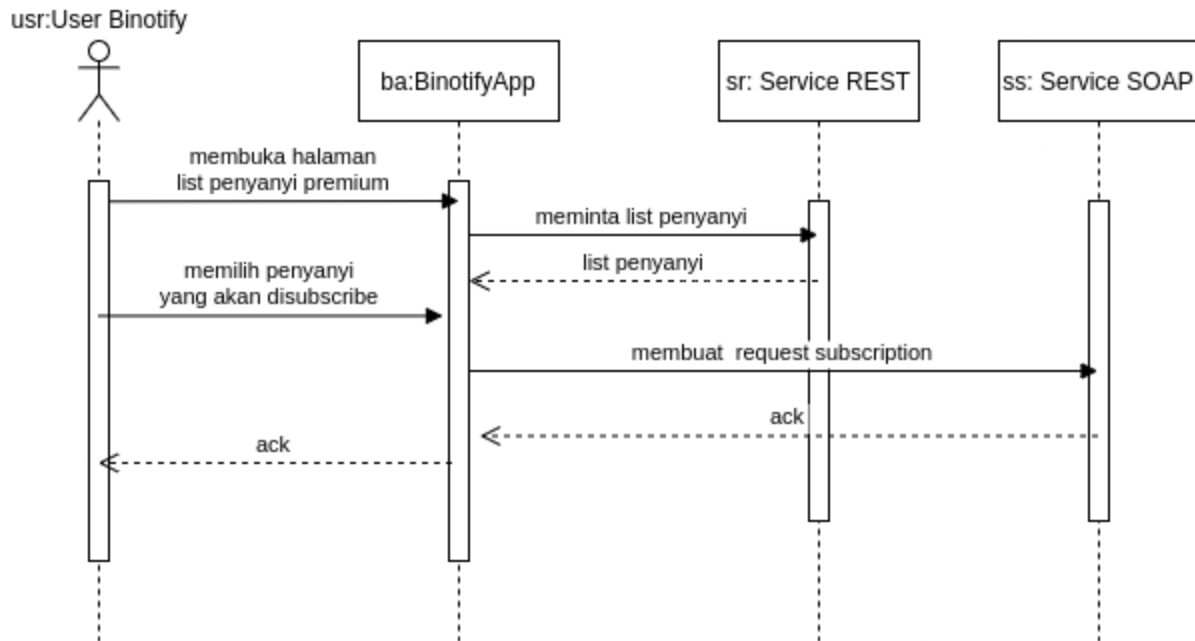 usr:User Binotify
ba:BinotifyApp
sr: Service REST
ss: Service SOAP
membuka halaman
list penyanyi premium
meminta list penyanyi
list penyanyi
memilih penyanyi
yang akan disubscribe
membuat  request subscription
ack
ack